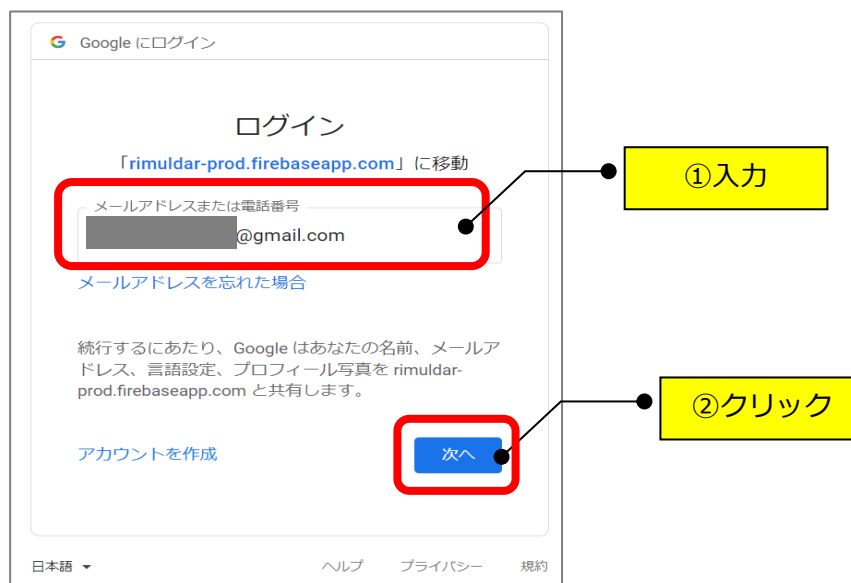 Google にログイン
ログイン
「rimuldar-prod.firebaseapp.com」に移動
①入力
メールアドレスまたは電話番号
@gmail.com
メールアドレスを忘れた場合
続行するにあたり、Google はあなたの名前、メールア
ドレス、言語設定、プロフィール写真を rimuldar-
prod.firebaseapp.com と共有します。
②クリック
アカウントを作成
次へ
日本語
ヘルプ プライバシー 規約